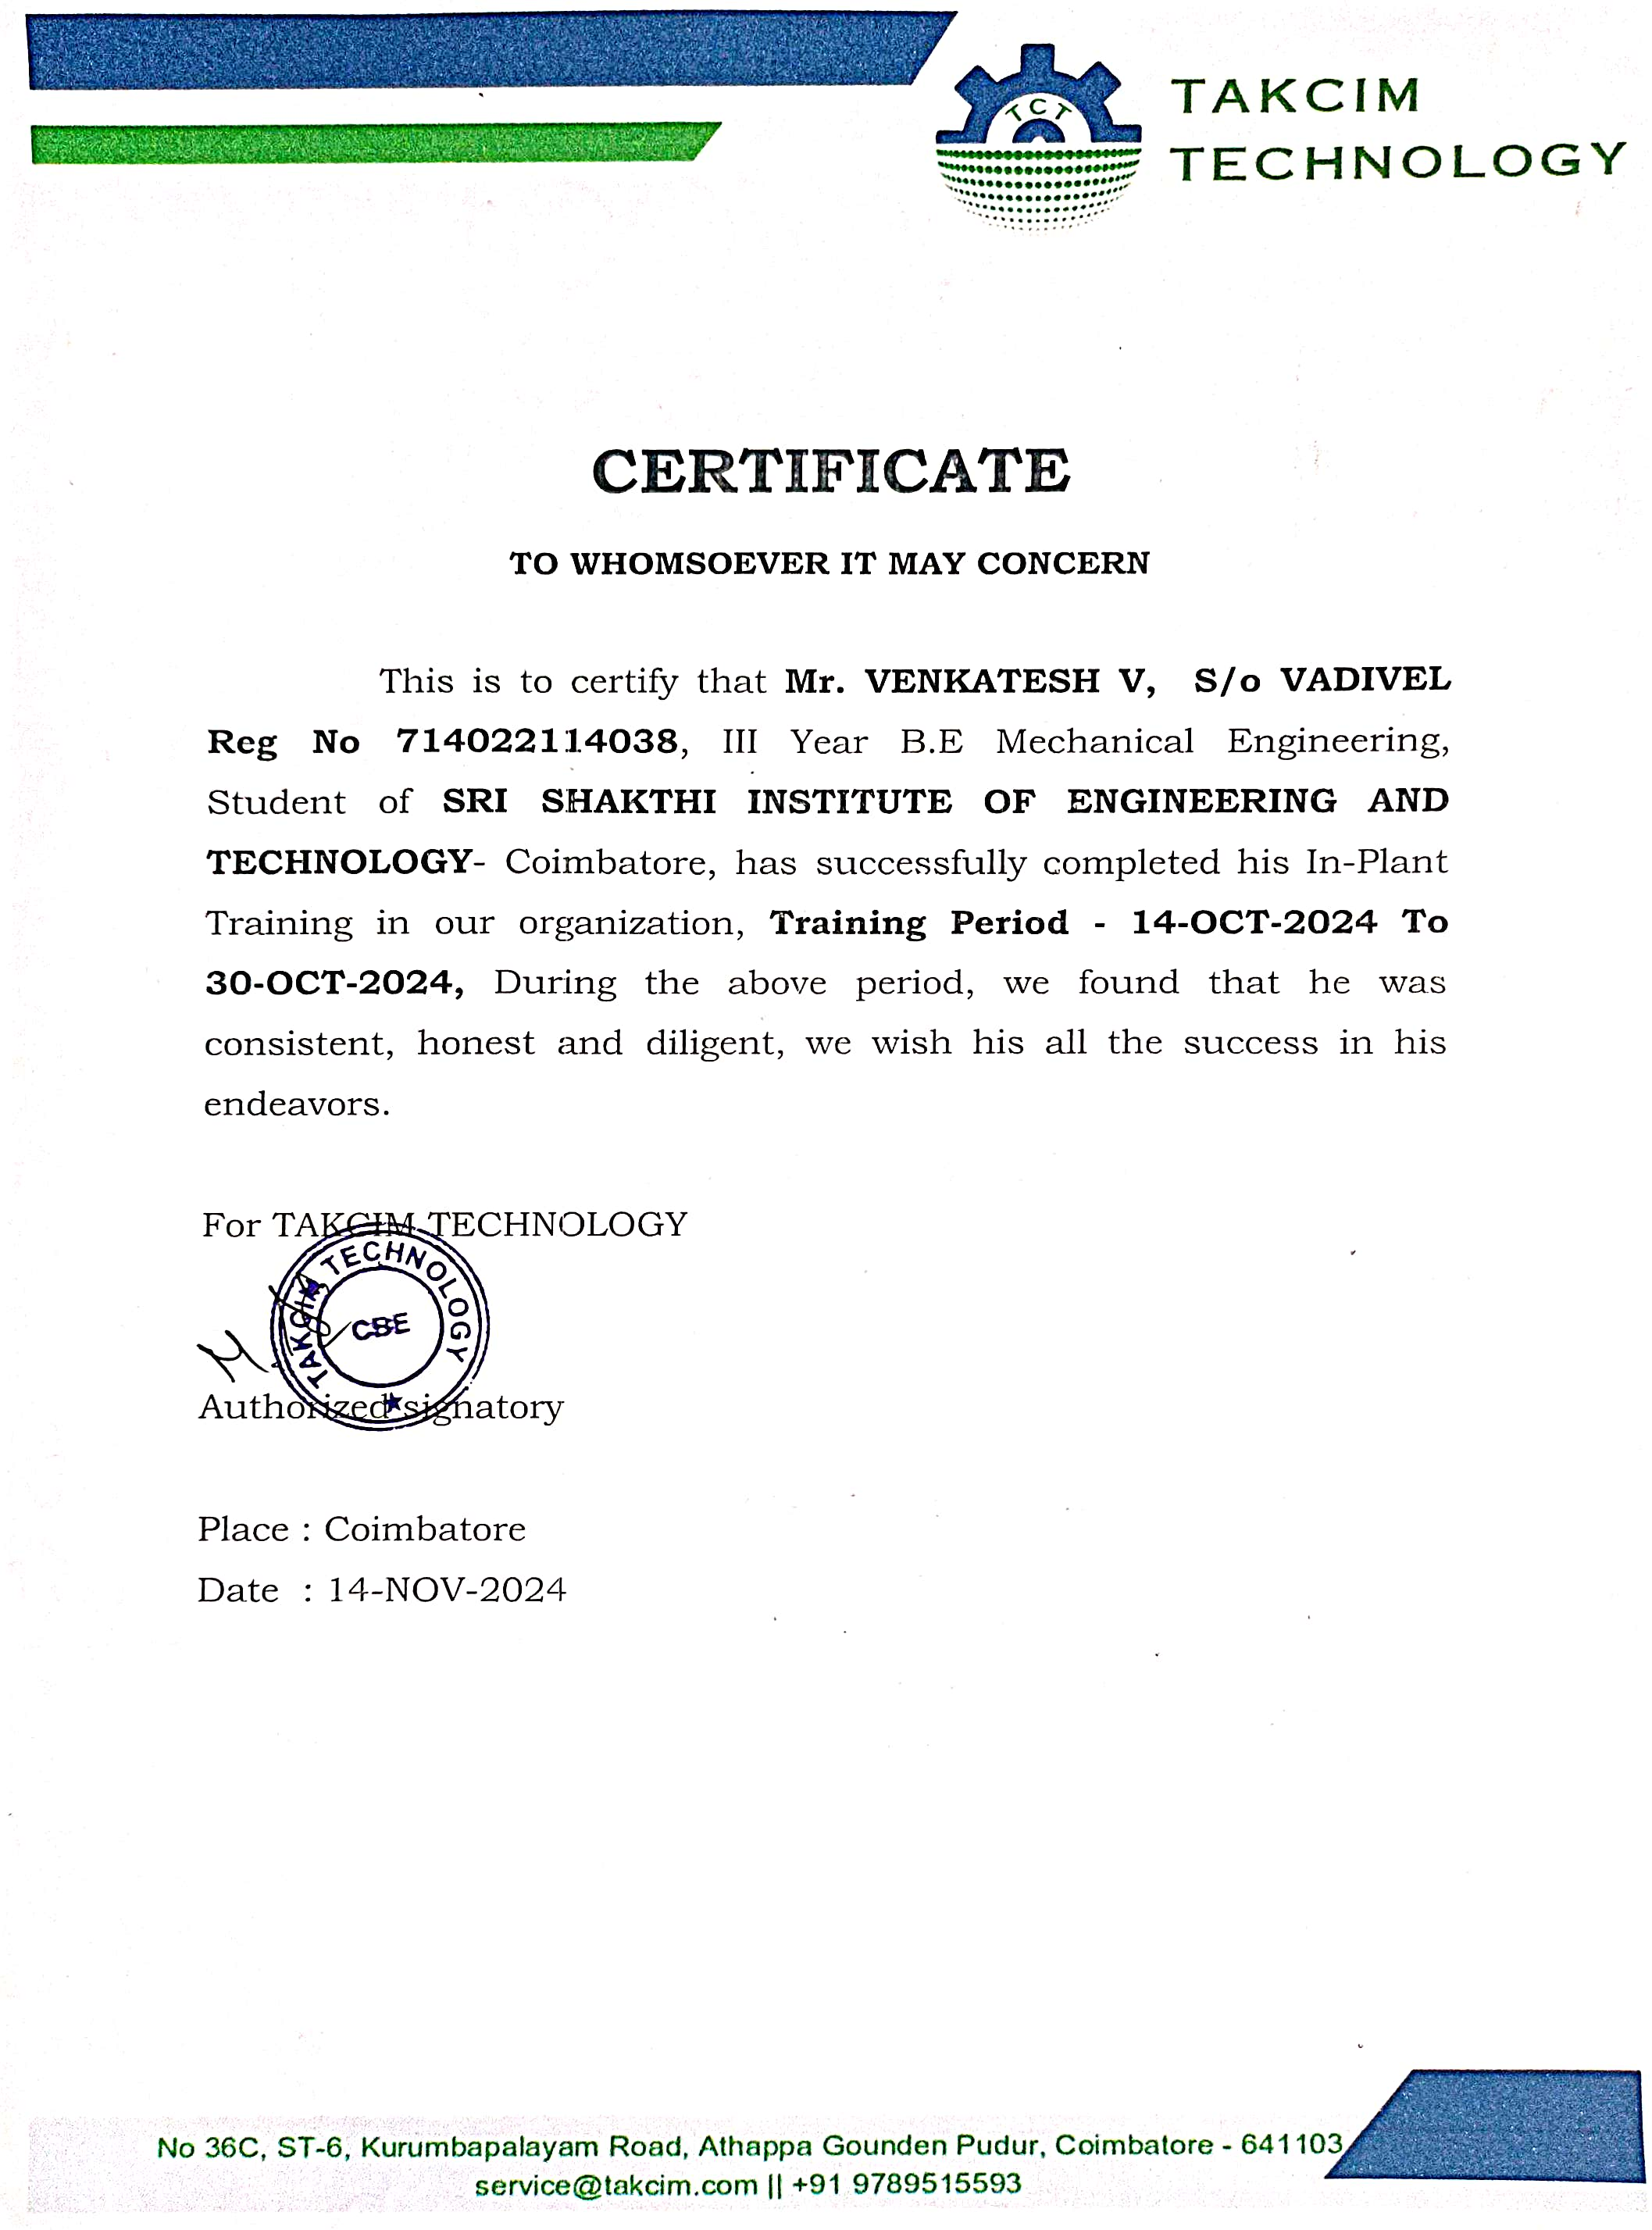 TCT
TAKCIM
TECHNOLOGY
CERTIFICATE
TO WHOMSOEVER IT MAY CONCERN
This is to certify that Mr. VENKATESH V, S/o VADIVEL
Reg No 714022114038, III Year B.E Mechanical Engineering,
Student of SRI SHAKTHI INSTITUTE OF ENGINEERING AND
TECHNOLOGY- Coimbatore, has successfully completed his In-Plant
Training in our organization, Training Period - 14-OCT-2024 To
30-OCT-2024, During the above period, we found that he was
consistent, honest and diligent, we wish his all the success in his
endeavors.
For TAKCIM TECHNOLOGY
TAKCIM TECHNOLOGY
CBE
Authorized signatory
Place : Coimbatore
Date : 14-NOV-2024
No 36C, ST-6, Kurumbapalayam Road, Athappa Gounden Pudur, Coimbatore - 641103
service@takcim.com || +91 9789515593